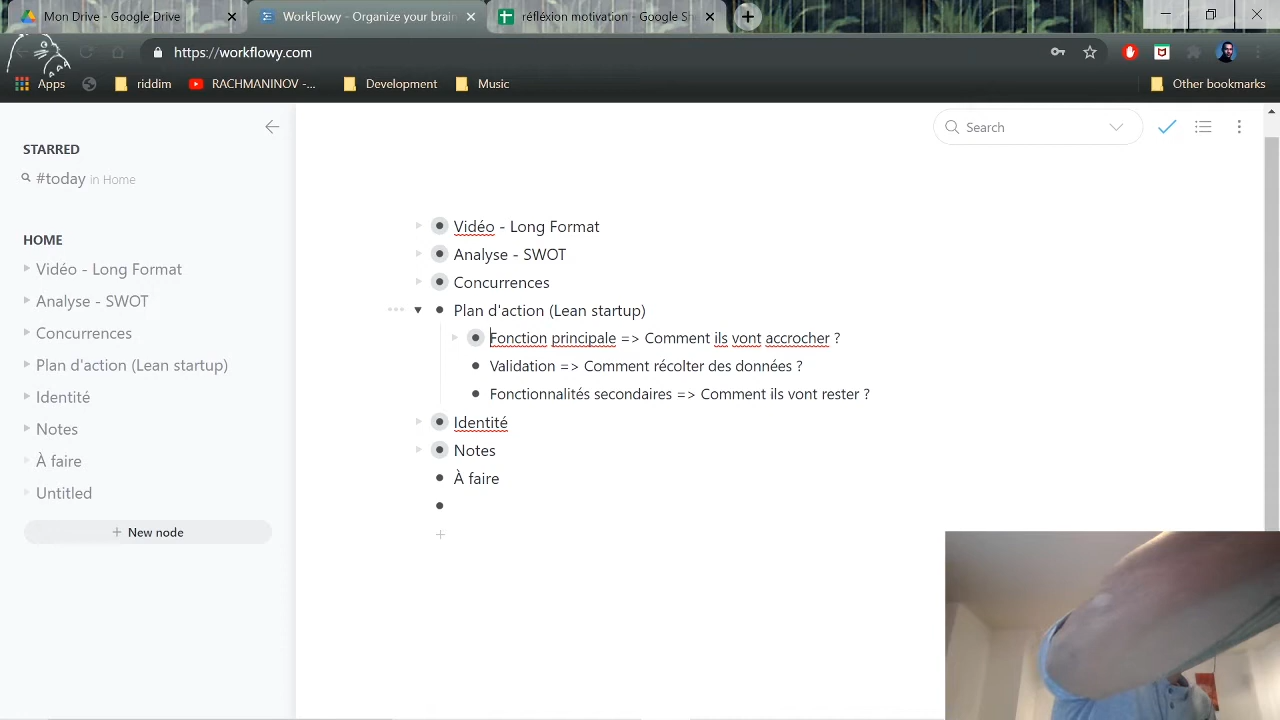 Mon Drive - Google Drive
WorkFlowy - Organize your brain
réfléxion motivation - Google Sh
https://workflowy.com
Apps
riddim
RACHMANINOV -...
Development
Music
Other bookmarks
STARRED
#today in Home
HOME
Vidéo - Long Format
Analyse - SWOT
Concurrences
Plan d'action (Lean startup)
Identité
Notes
À faire
Untitled
+ New node
Search
Vidéo - Long Format
Analyse - SWOT
Concurrences
Plan d'action (Lean startup)
Fonction principale => Comment ils vont accrocher ?
Validation => Comment récolter des données ?
Fonctionnalités secondaires => Comment ils vont rester ?
Identité
Notes
À faire